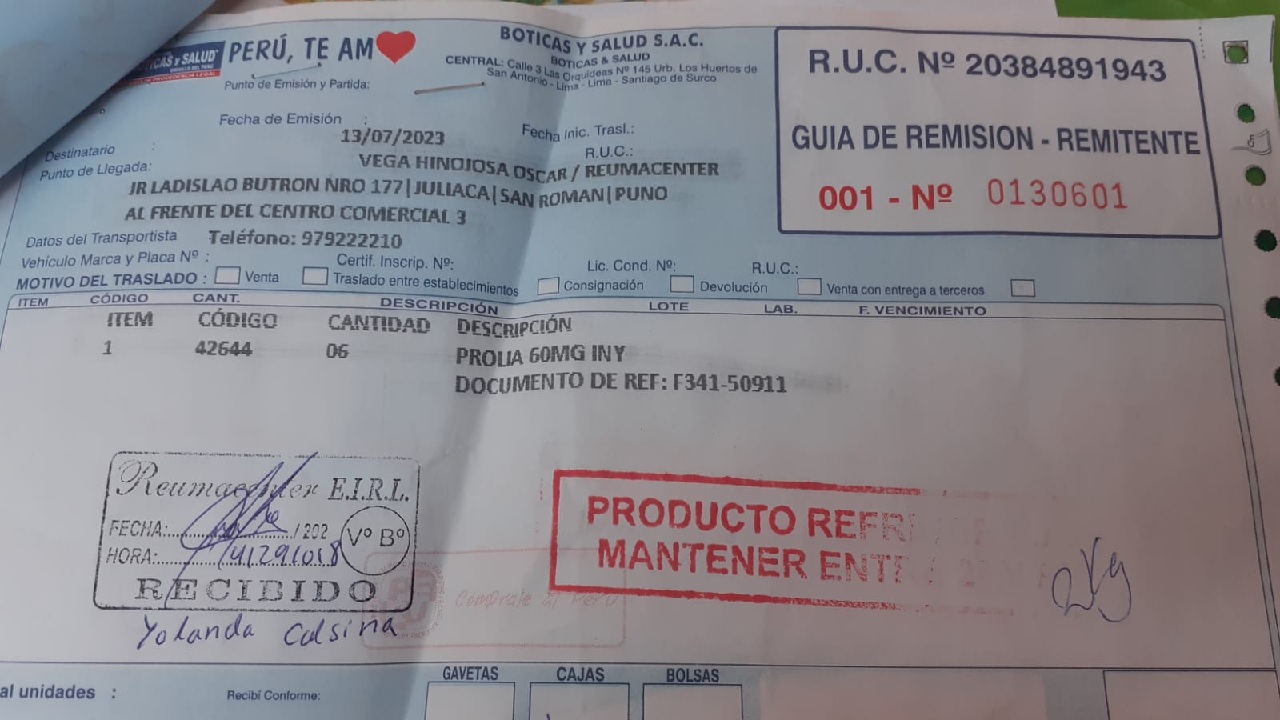 BOTICAS Y SALUD S.A.C.
BOTICAS & SALUD
CENTRAL: Calle 3 Las Orquideas Nº 145 Urb. Los Huertos de
San Antonio - Lima - Lima - Santiago de Surco
Y SALUD
PERÚ, TE AM
Punto de Emisión y Partida:
R.U.C. Nº 20384891943
GUIA DE REMISION - REMITENTE
001 - Nº 0130601
Fecha de Emisión :
13/07/2023
Fecha Inic. Trasl.:
Destinatario
VEGA HINOJOSA OSCAR / REUMACENTER
R.U.C.:
Punto de Llegada:
JR LADISLAO BUTRON NRO 177|JULIACA|SAN ROMAN|PUNO
AL FRENTE DEL CENTRO COMERCIAL 3
Datos del Transportista
Teléfono: 979222210
Vehículo Marca y Placa Nº :
Certif. Inscrip. Nº:
Lic. Cond. Nº:
R.U.C.:
MOTIVO DEL TRASLADO : Venta Traslado entre establecimientos Consignación Devolución Venta con entrega a terceros
ITEM CÓDIGO CANT. DESCRIPCIÓN LOTE LAB. F. VENCIMIENTO
ITEM CÓDIGO CANTIDAD DESCRIPCIÓN
1 42644 06 PROLIA 60MG INY
DOCUMENTO DE REF: F341-50911
Reumacenter E.I.R.L.
FECHA: /202
HORA:
Vº Bº
RECIBIDO
Yolanda Calsina
PRODUCTO REFRI
MANTENER ENT
Comprale al Perú
GAVETAS CAJAS BOLSAS
al unidades :
Recibí Conforme: